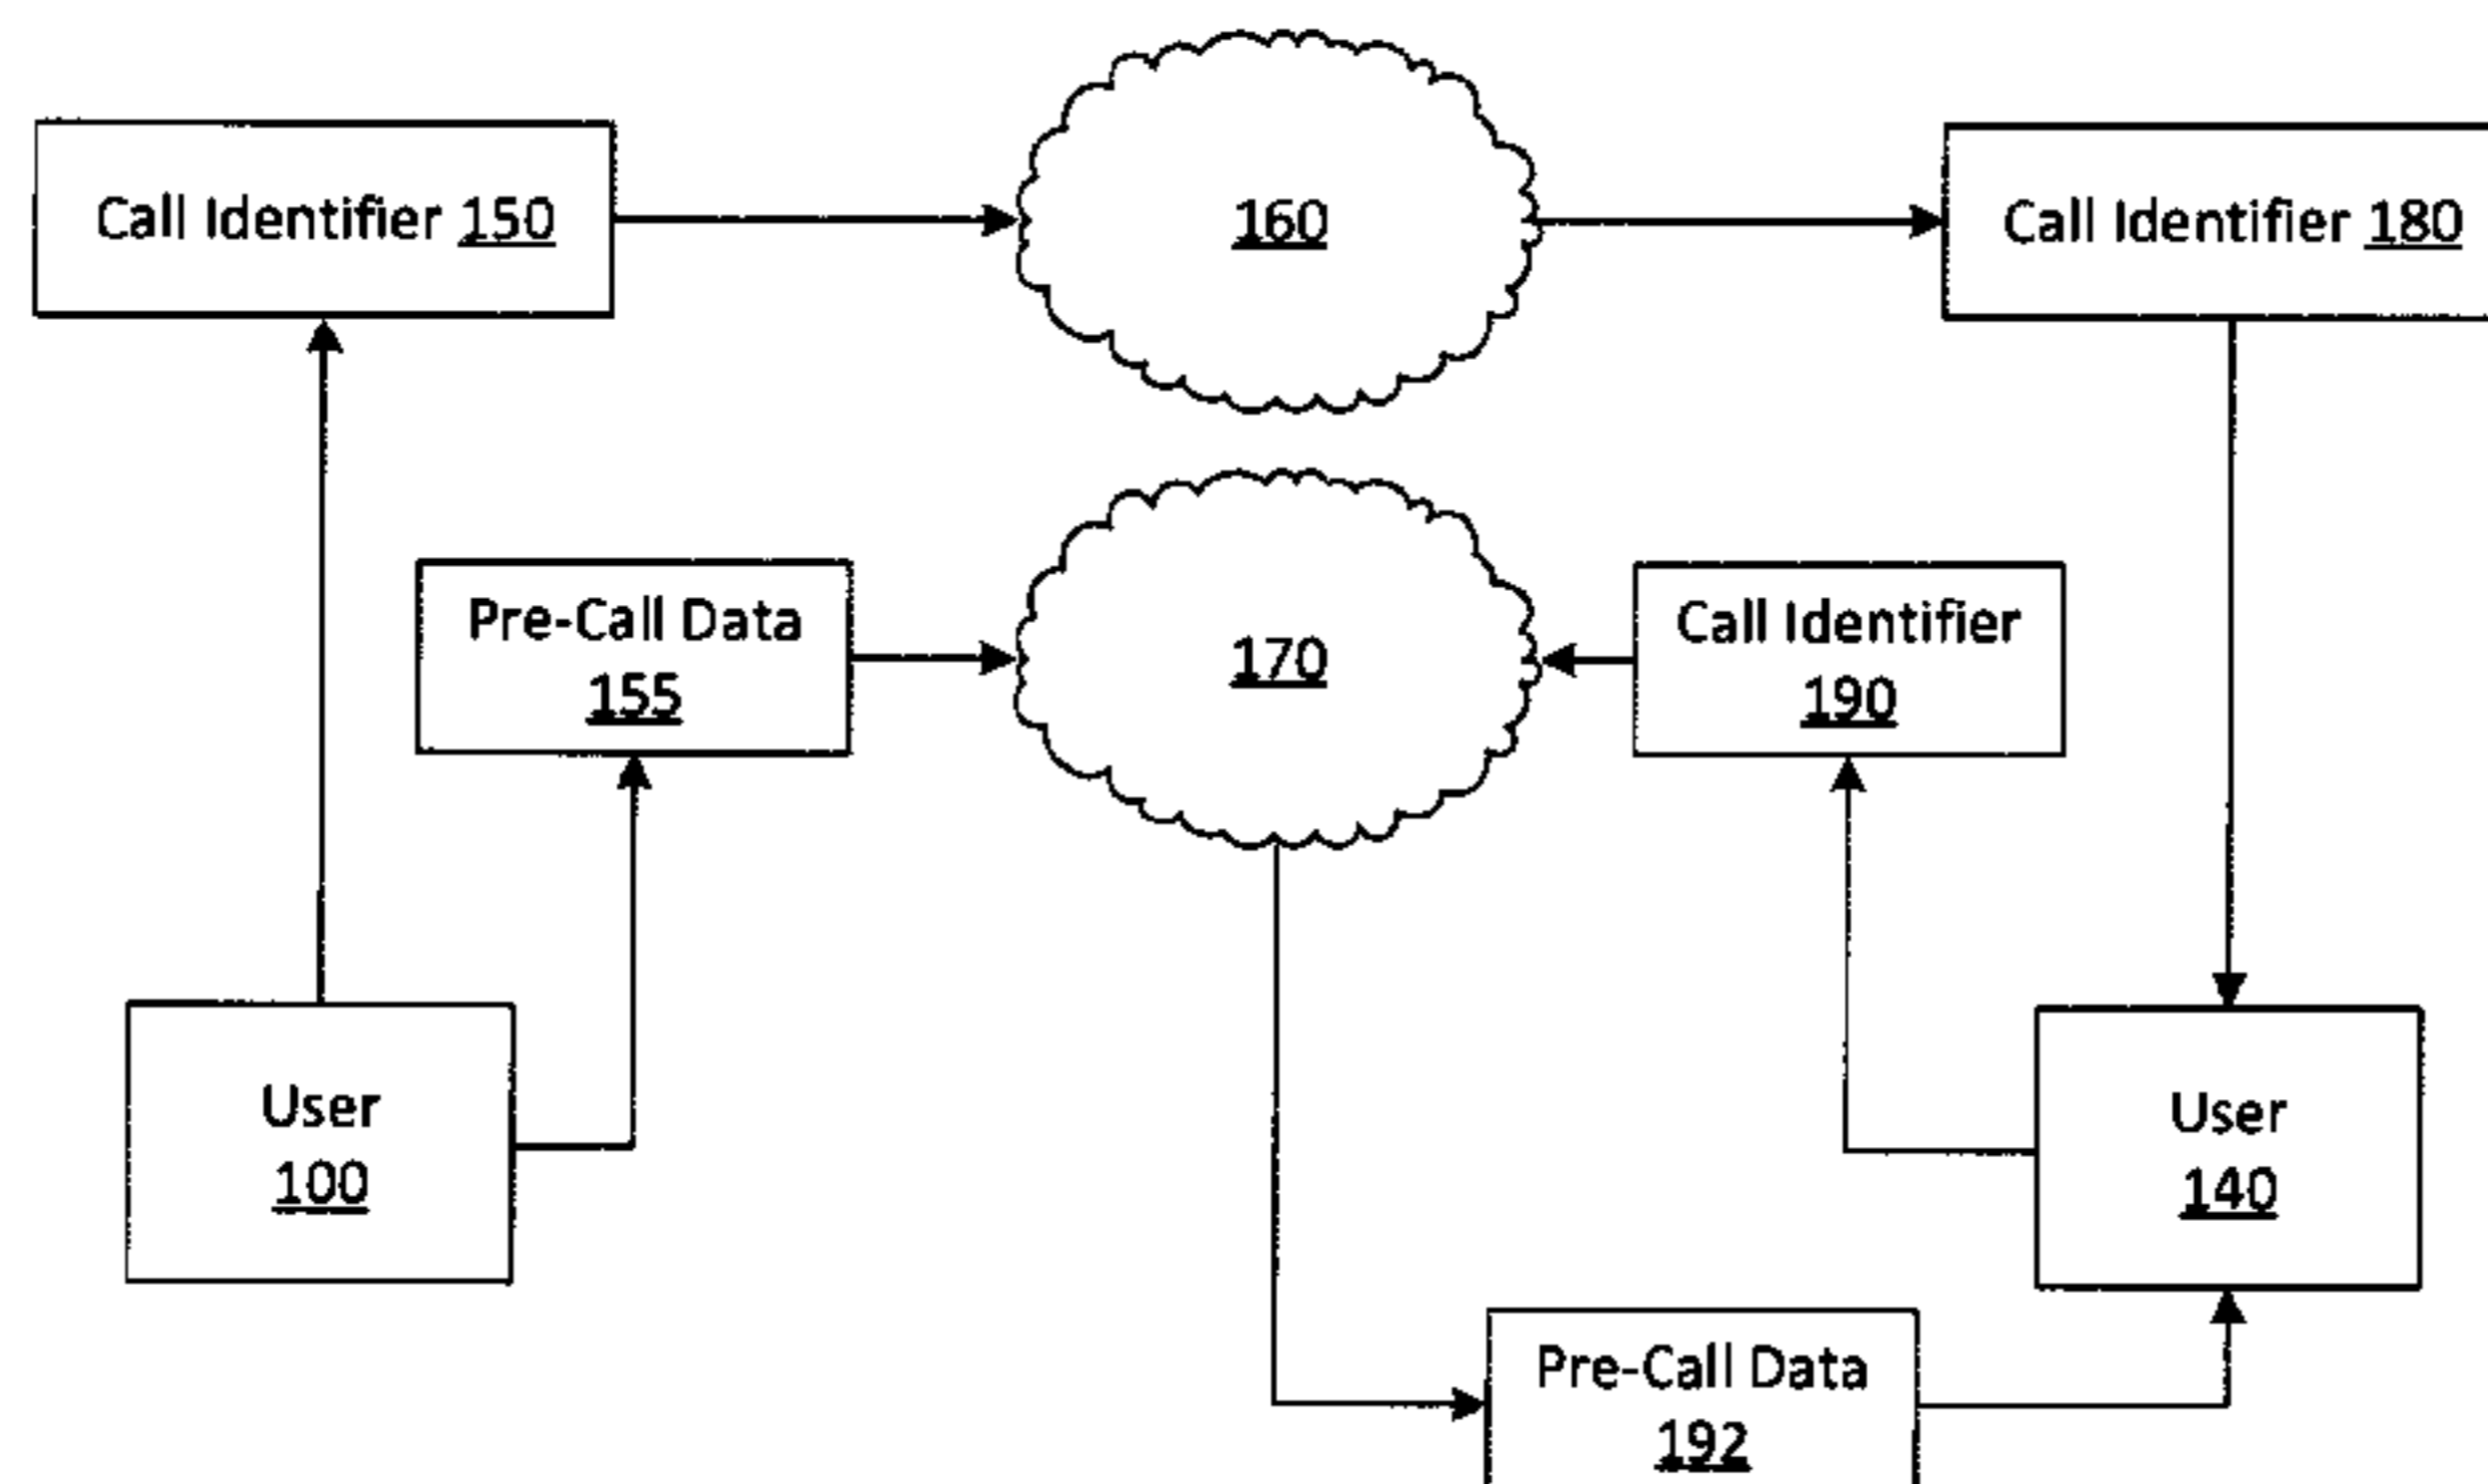 Call Identifier 150
160
Call Identifier 180
Pre-Call Data
155
170
Call Identifier
190
User
100
User
140
Pre-Call Data
192